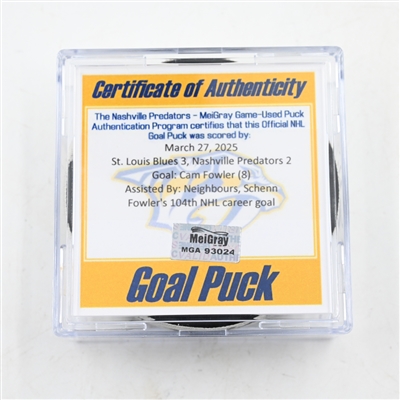 Certificate of Authenticity
The Nashville Predators - MeiGray Game-Used Puck
Authentication Program certifies that this Official NHL
Goal Puck was scored by:
March 27, 2025
St. Louis Blues 3, Nashville Predators 2
Goal: Cam Fowler (8)
Assisted By: Neighbours, Schenn
Fowler's 104th NHL career goal
MeiGray
MGA 93024
Goal Puck